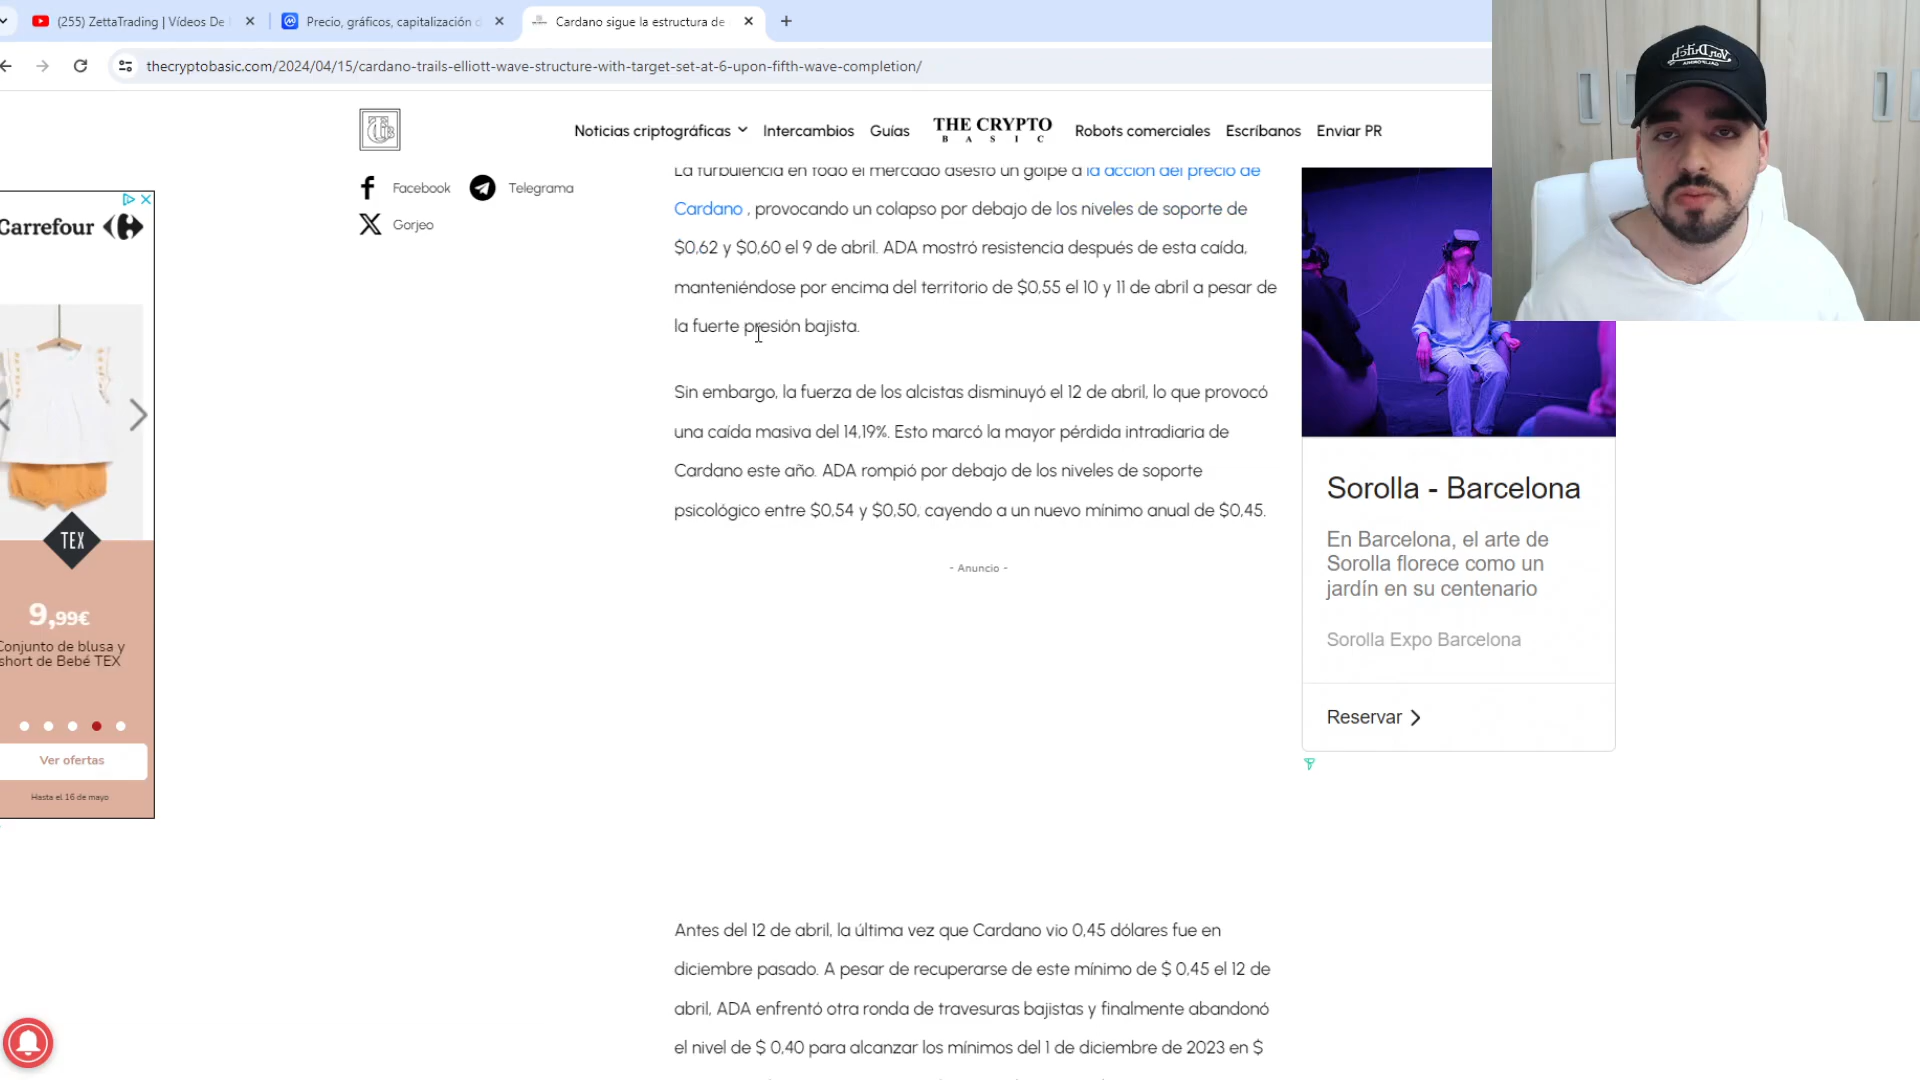 (255) ZettaTrading | Vídeos De
Precio, gráficos, capitalización
Cardano sigue la estructura de
thecryptobasic.com/2024/04/15/cardano-trails-elliott-wave-structure-with-target-set-at-6-upon-fifth-wave-completion/
Noticias criptográficas
Intercambios
Guías
THE CRYPTO
BASIC
Robots comerciales
Escríbanos
Enviar PR
Facebook
Telegrama
Gorjeo
La turbulencia en todo el mercado asestó un golpe a la acción del precio de
Cardano , provocando un colapso por debajo de los niveles de soporte de
$0,62 y $0,60 el 9 de abril. ADA mostró resistencia después de esta caída,
manteniéndose por encima del territorio de $0,55 el 10 y 11 de abril a pesar de
la fuerte presión bajista.
Sin embargo, la fuerza de los alcistas disminuyó el 12 de abril, lo que provocó
una caída masiva del 14,19%. Esto marcó la mayor pérdida intradiaria de
Cardano este año. ADA rompió por debajo de los niveles de soporte
psicológico entre $0,54 y $0,50, cayendo a un nuevo mínimo anual de $0,45.
- Anuncio -
Antes del 12 de abril, la última vez que Cardano vio 0,45 dólares fue en
diciembre pasado. A pesar de recuperarse de este mínimo de $ 0,45 el 12 de
abril, ADA enfrentó otra ronda de travesuras bajistas y finalmente abandonó
el nivel de $ 0,40 para alcanzar los mínimos del 1 de diciembre de 2023 en $
Carrefour
TEX
9,99€
Conjunto de blusa y
short de Bebé TEX
Ver ofertas
Hasta el 16 de mayo
Sorolla - Barcelona
En Barcelona, el arte de
Sorolla florece como un
jardín en su centenario
Sorolla Expo Barcelona
Reservar